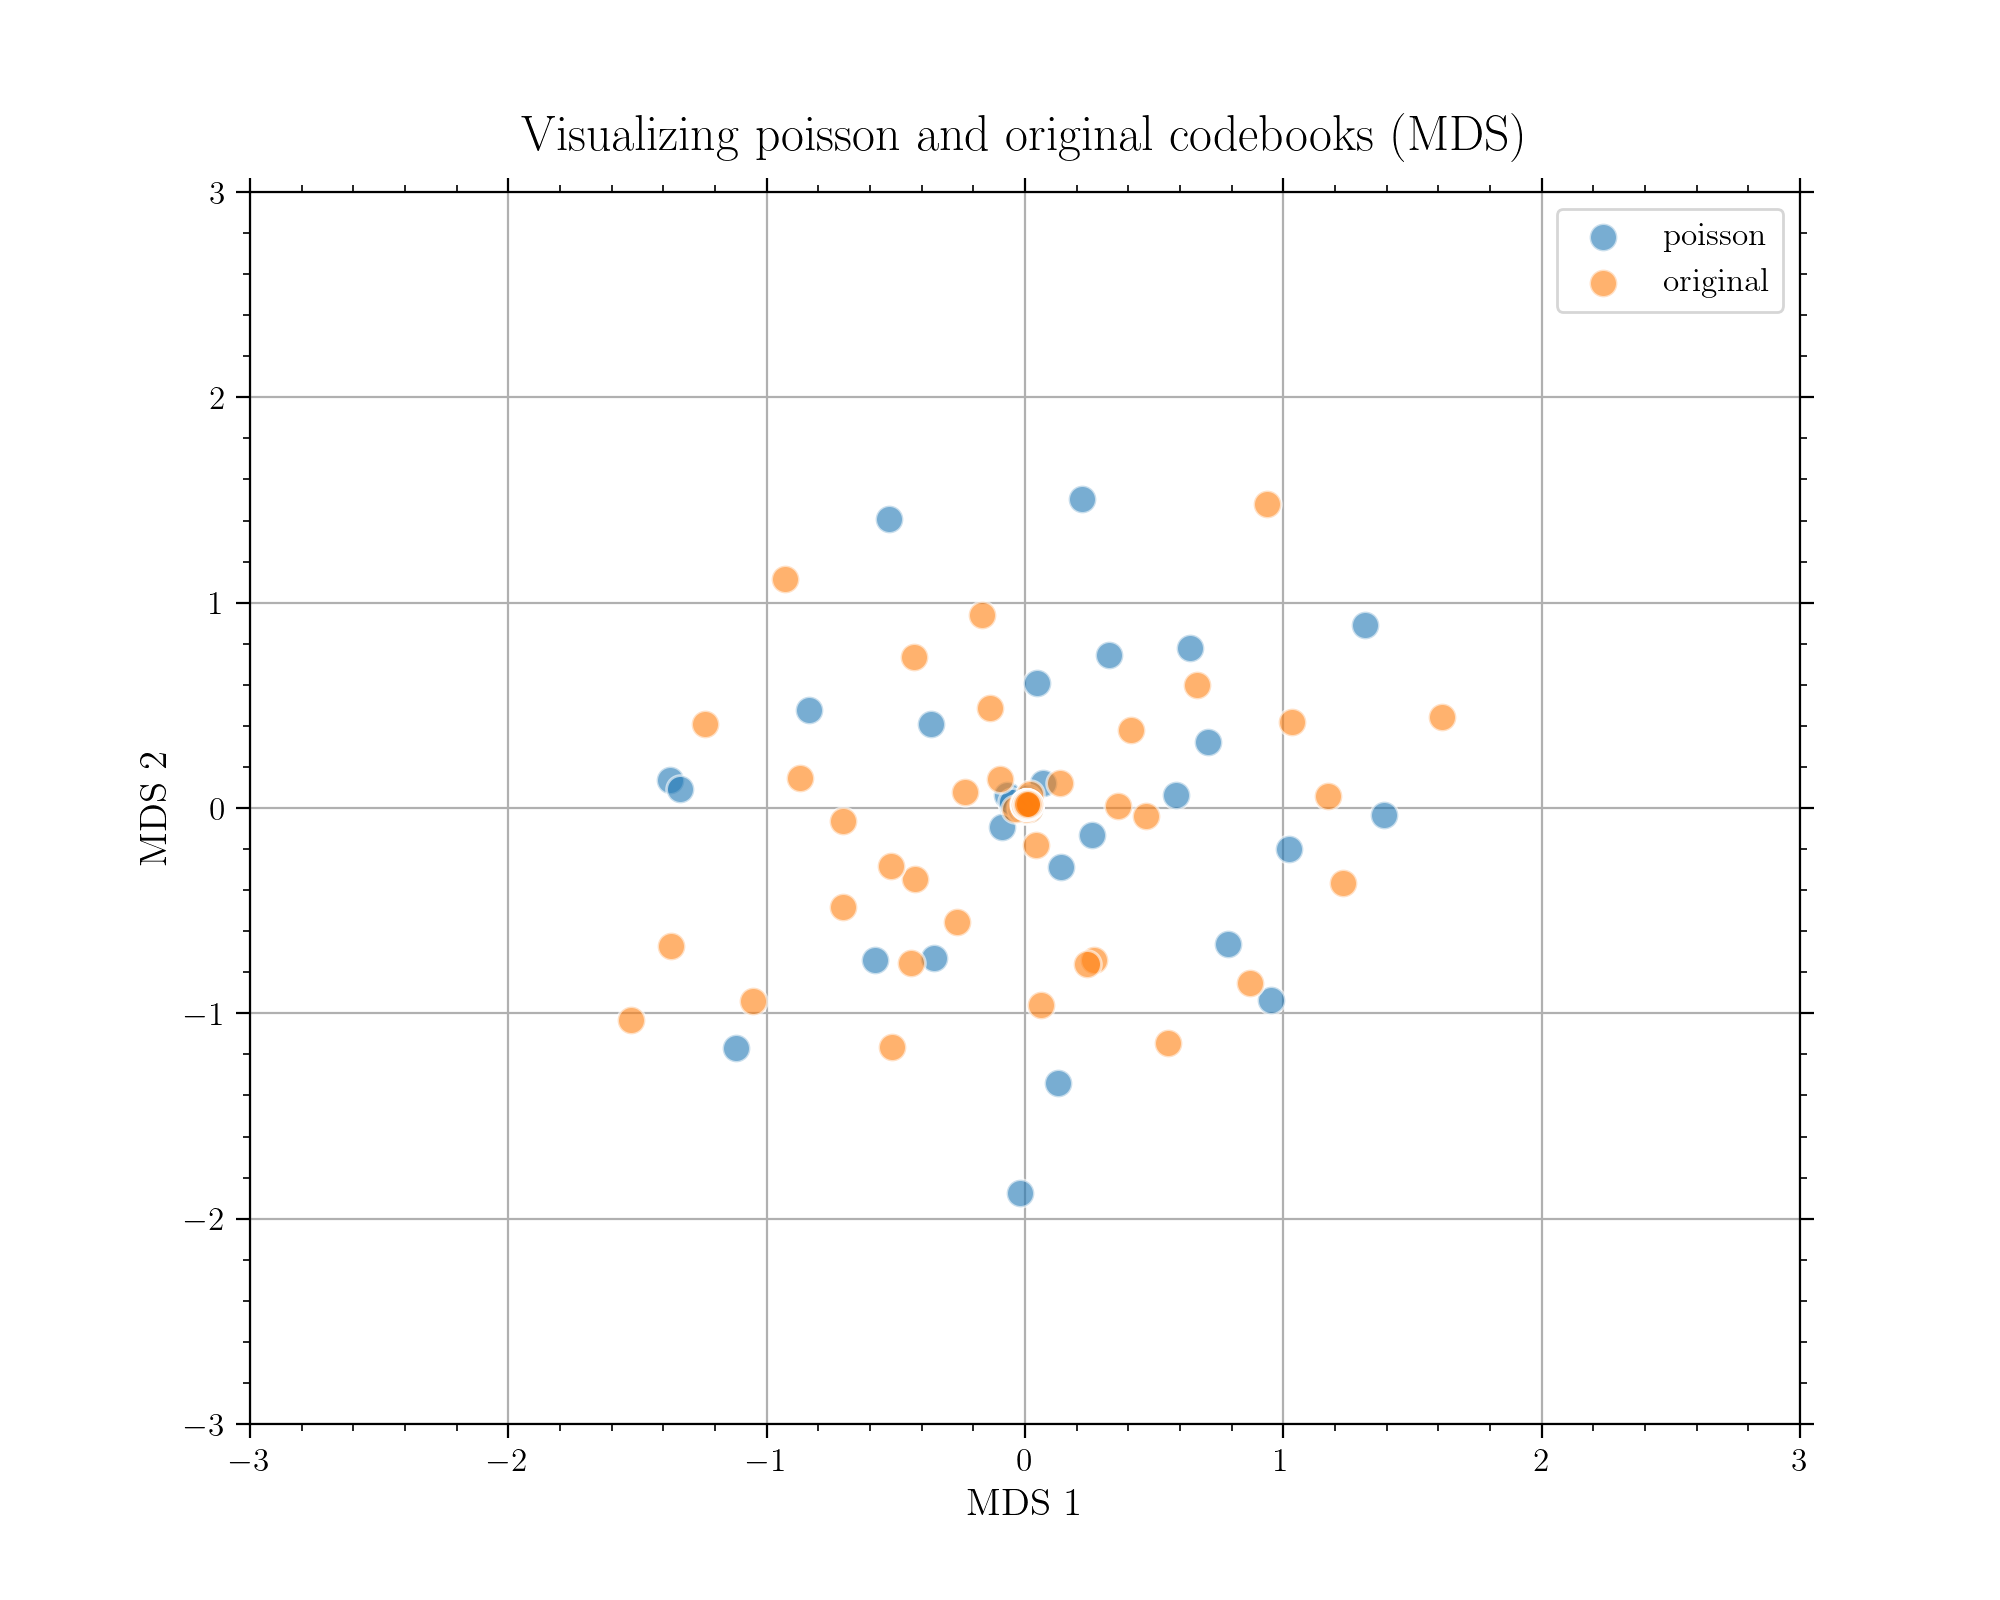 Visualizing poisson and original codebooks (MDS)
3
poisson
original
2
1
0
−1
−2
−3
MDS 2
−3
−2
−1
0
1
2
3
MDS 1